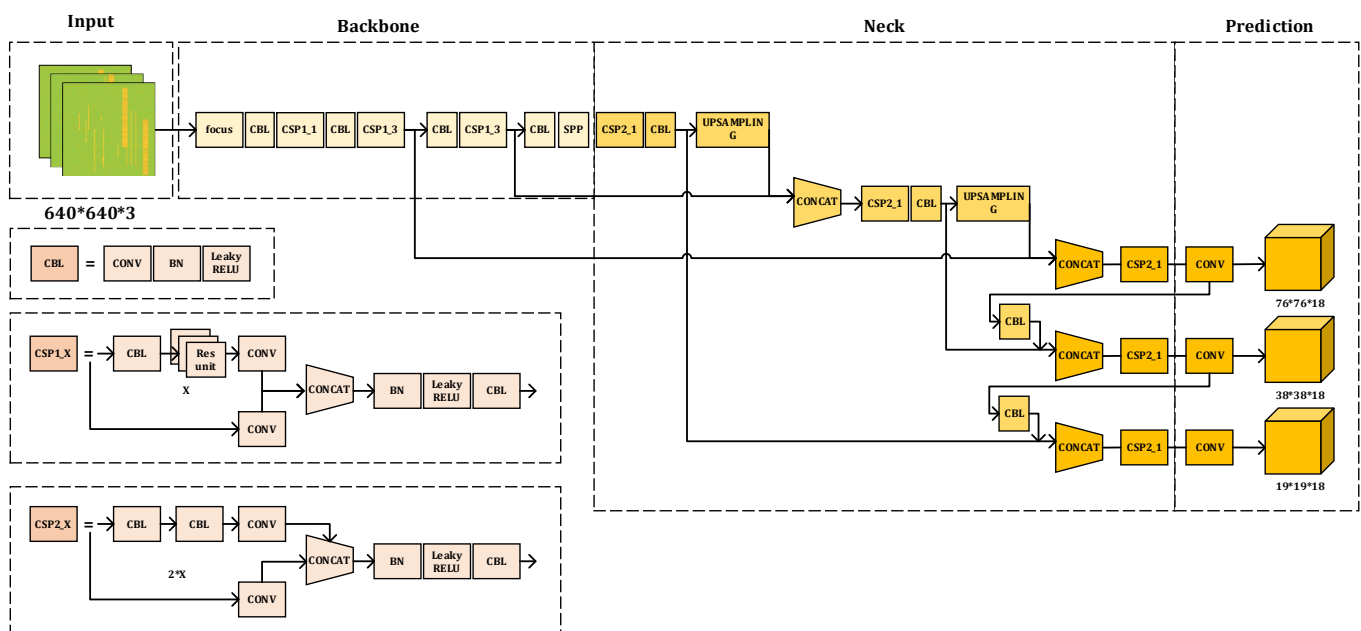 Input
Backbone
Neck
Prediction
focus
CBL
CSP1_1
CBL
CSP1_3
CBL
CSP1_3
CBL
SPP
CSP2_1
CBL
UPSAMPLIN
G
CONCAT
CSP2_1
CBL
UPSAMPLIN
G
640*640*3
CONCAT
CSP2_1
CONV
76*76*18
CBL
CONCAT
CSP2_1
CONV
38*38*18
CBL
CONCAT
CSP2_1
CONV
19*19*18
CBL
=
CONV
BN
Leaky
RELU
CSP1_X
=
CBL
Res
unit
X
CONV
CONV
CONCAT
BN
Leaky
RELU
CBL
CSP2_X
=
CBL
CBL
CONV
2*X
CONV
CONCAT
BN
Leaky
RELU
CBL